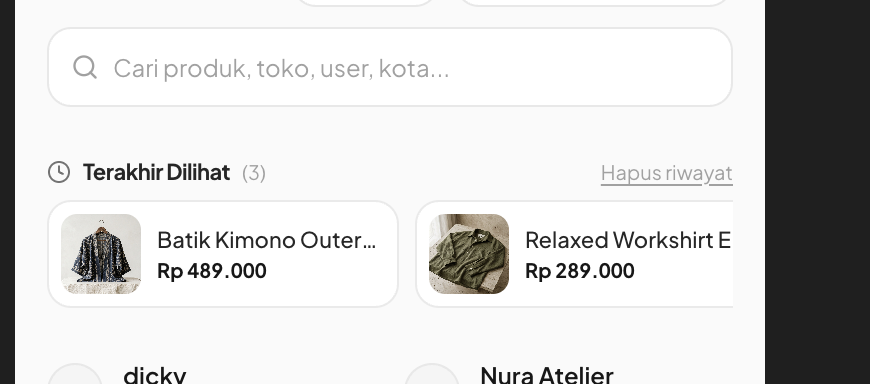 Cari produk, toko, user, kota...
Terakhir Dilihat (3)
Hapus riwayat
Batik Kimono Outer...
Rp 489.000
Relaxed Workshirt E
Rp 289.000
dicky
Nura Atelier